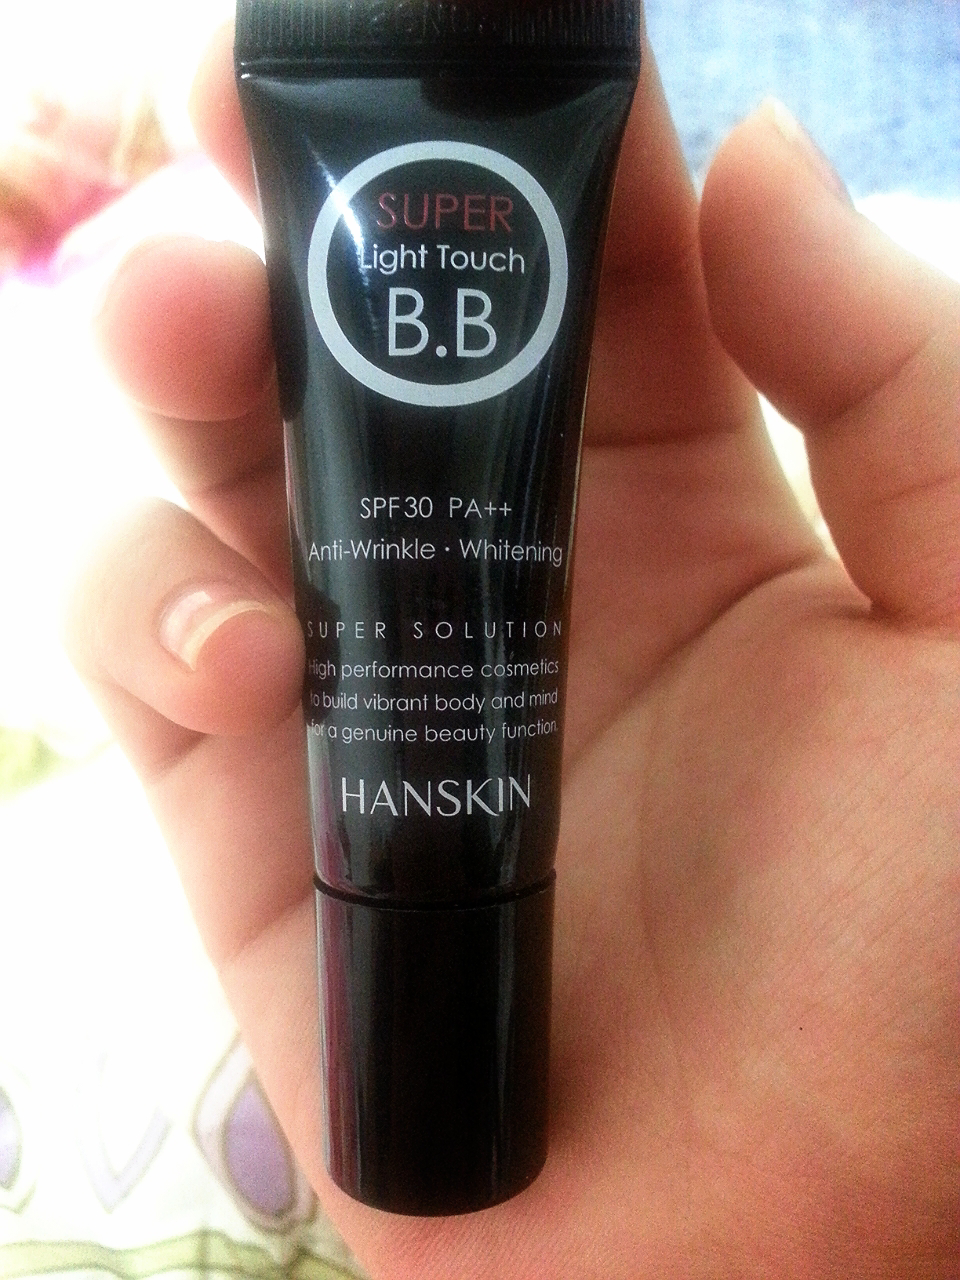 SUPER
Light Touch
B.B
SPF30 PA++
Anti-Wrinkle · Whitening
SUPER SOLUTION
High performance cosmetics
to build vibrant body and mind
for a genuine beauty function.
HANSKIN